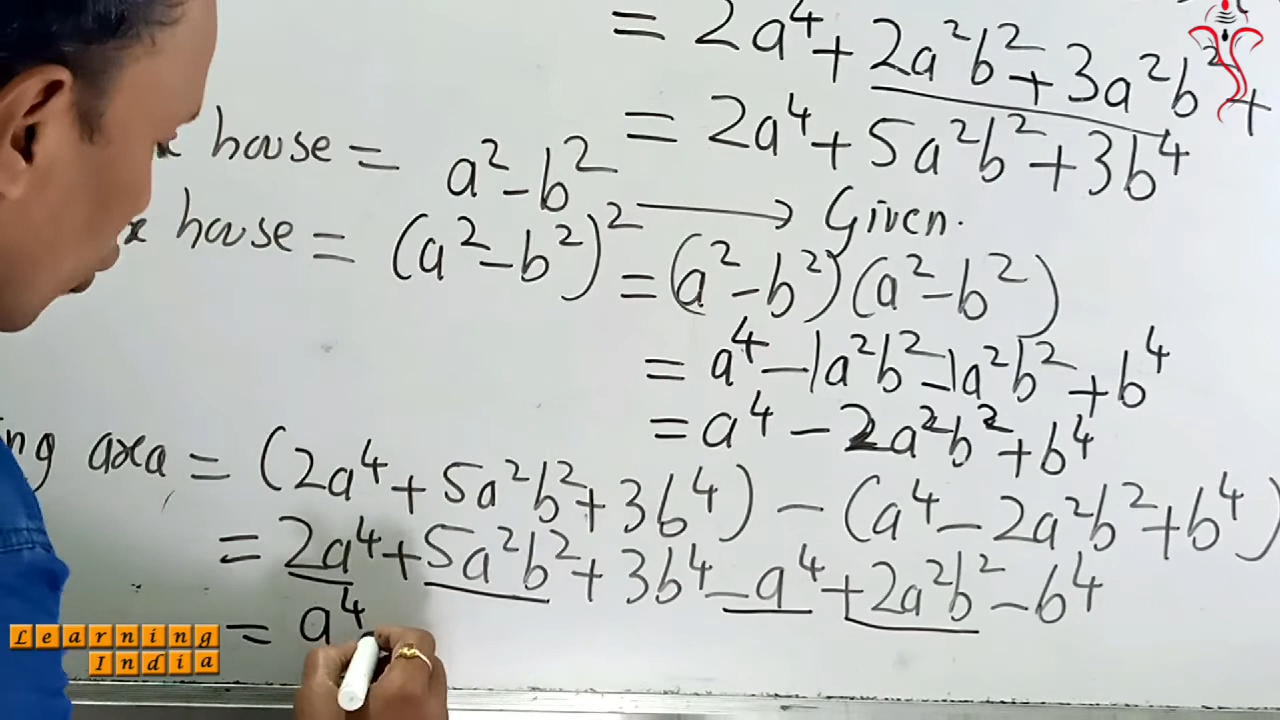 = 2a⁴ + 2a²b² + 3a²b² +
= 2a⁴ + 5a²b² + 3b⁴
house = a² - b² → Given.
house = (a² - b²)² = (a² - b²) (a² - b²)
= a⁴ - 1a²b² - 1a²b² + b⁴
= a⁴ - 2a²b² + b⁴
ng area = (2a⁴ + 5a²b² + 3b⁴) - (a⁴ - 2a²b² + b⁴)
= 2a⁴ + 5a²b² + 3b⁴ - a⁴ + 2a²b² - b⁴
= a⁴
Learning
India